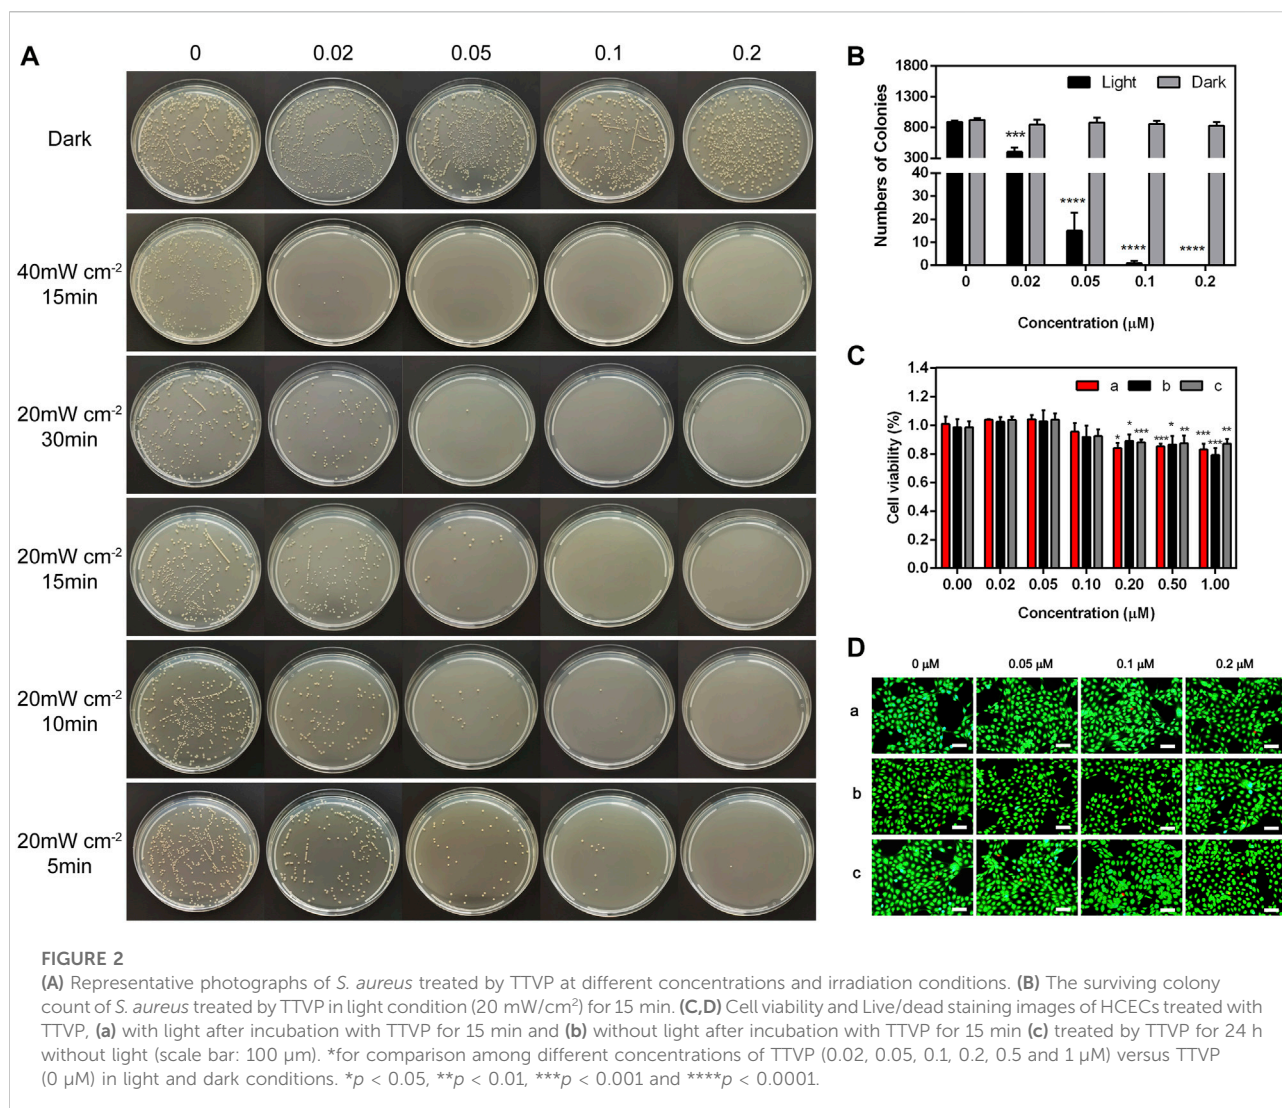 A
0 0.02 0.05 0.1 0.2
Dark
40mW cm-2
15min
20mW cm-2
30min
20mW cm-2
15min
20mW cm-2
10min
20mW cm-2
5min
B
Light Dark
Numbers of Colonies
1800
1300
800
300
40
30
20
10
0
***
****
****
****
0 0.02 0.05 0.1 0.2
Concentration (μM)
C
a b c
Cell viability (%)
1.4
1.2
1.0
0.8
0.6
0.4
0.2
0.0
* * *** *** * ** *** *** **
0.00 0.02 0.05 0.10 0.20 0.50 1.00
Concentration (μM)
D
0 μM 0.05 μM 0.1 μM 0.2 μM
a
b
c
FIGURE 2
(A) Representative photographs of S. aureus treated by TTVP at different concentrations and irradiation conditions. (B) The surviving colony
count of S. aureus treated by TTVP in light condition (20 mW/cm²) for 15 min. (C,D) Cell viability and Live/dead staining images of HCECs treated with
TTVP, (a) with light after incubation with TTVP for 15 min and (b) without light after incubation with TTVP for 15 min (c) treated by TTVP for 24 h
without light (scale bar: 100 μm). *for comparison among different concentrations of TTVP (0.02, 0.05, 0.1, 0.2, 0.5 and 1 μM) versus TTVP
(0 μM) in light and dark conditions. *p < 0.05, **p < 0.01, ***p < 0.001 and ****p < 0.0001.